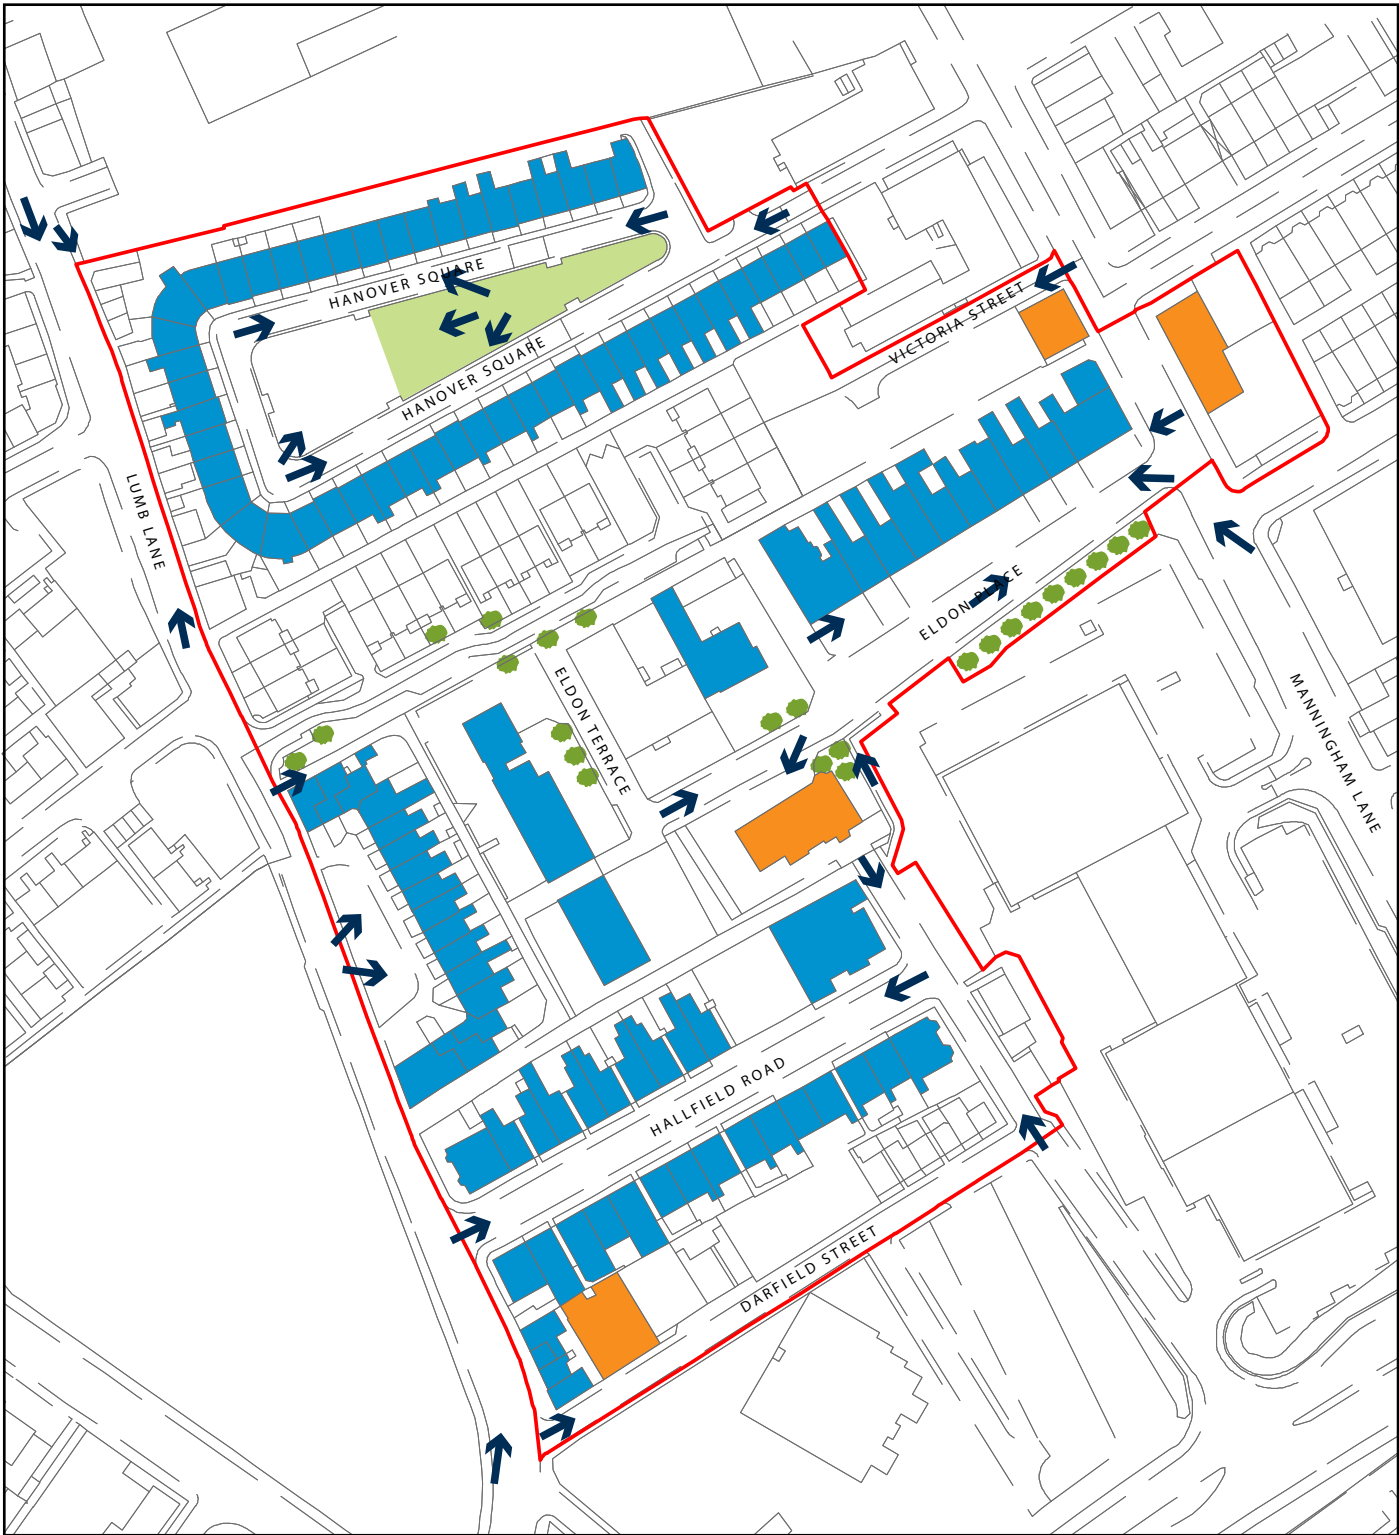 HANOVER SQUARE
VICTORIA STREET
HANOVER SQUARE
LUMB LANE
ELDON PLACE
ELDON TERRACE
MANNINGHAM LANE
HALLFIELD ROAD
DARFIELD STREET